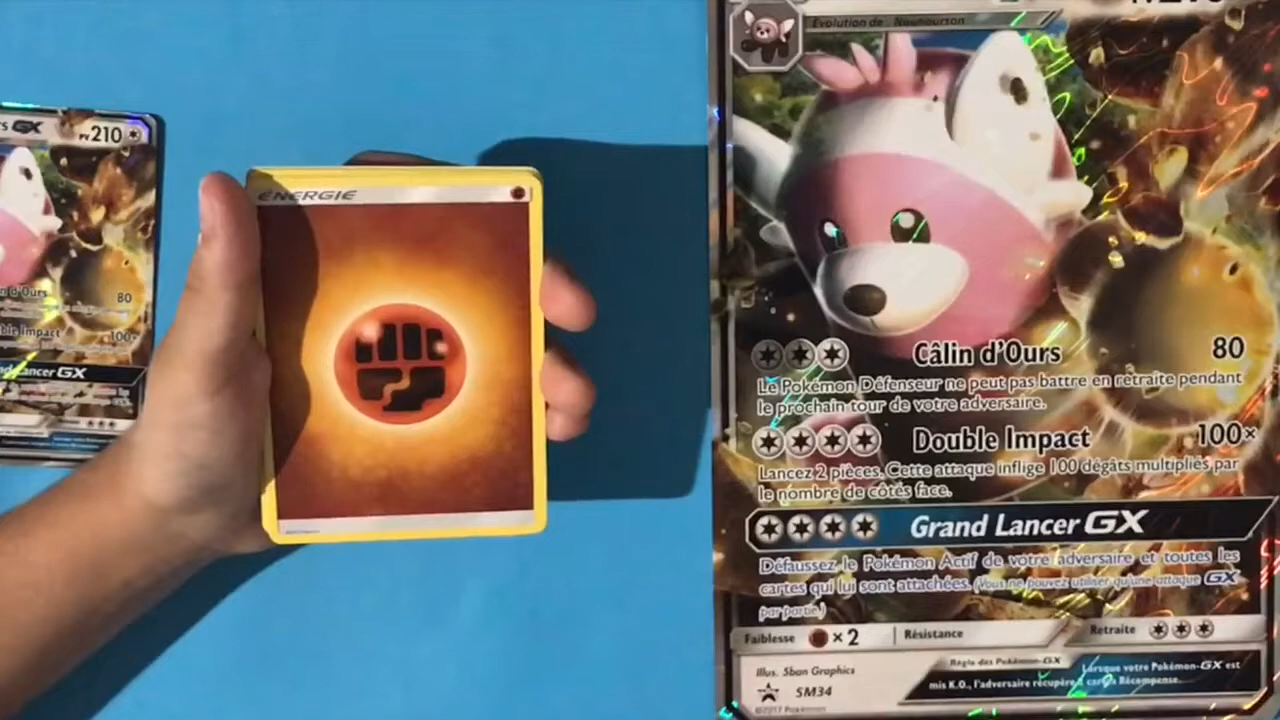 GX PV210
80
100×
GX
ÉNERGIE
Évolution de Nounourson
Câlin d'Ours 80
Le Pokémon Défenseur ne peut pas battre en retraite pendant
le prochain tour de votre adversaire.
Double Impact 100×
Lancez 2 pièces. Cette attaque inflige 100 dégâts multipliés par
le nombre de côtés face.
Grand Lancer GX
Défaussez le Pokémon Actif de votre adversaire et toutes les
cartes qui lui sont attachées. (Vous ne pouvez utiliser qu'une attaque GX
par partie.)
Faiblesse ×2 Résistance Retraite
Illus. 5ban Graphics
SM34
©2017 Pokémon
Règle des Pokémon-GX Lorsque votre Pokémon-GX est
mis K.O., l'adversaire récupère 2 cartes Récompense.